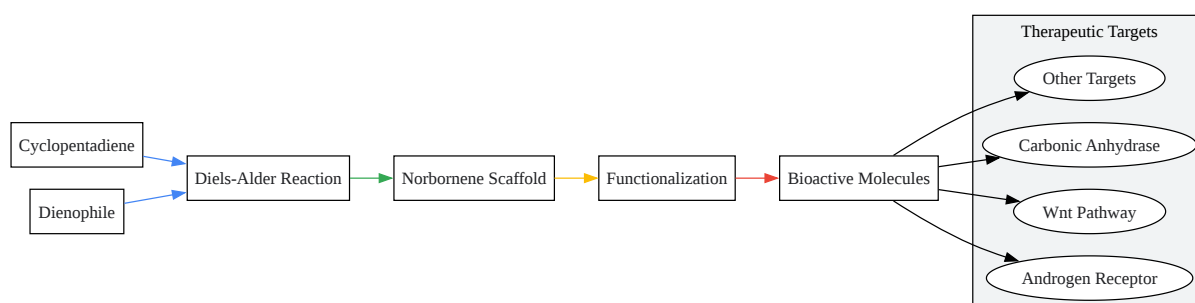 Therapeutic Targets
Other Targets
Cyclopentadiene
Carbonic Anhydrase
Diels-Alder Reaction
Norbornene Scaffold
Functionalization
Bioactive Molecules
Dienophile
Wnt Pathway
Androgen Receptor